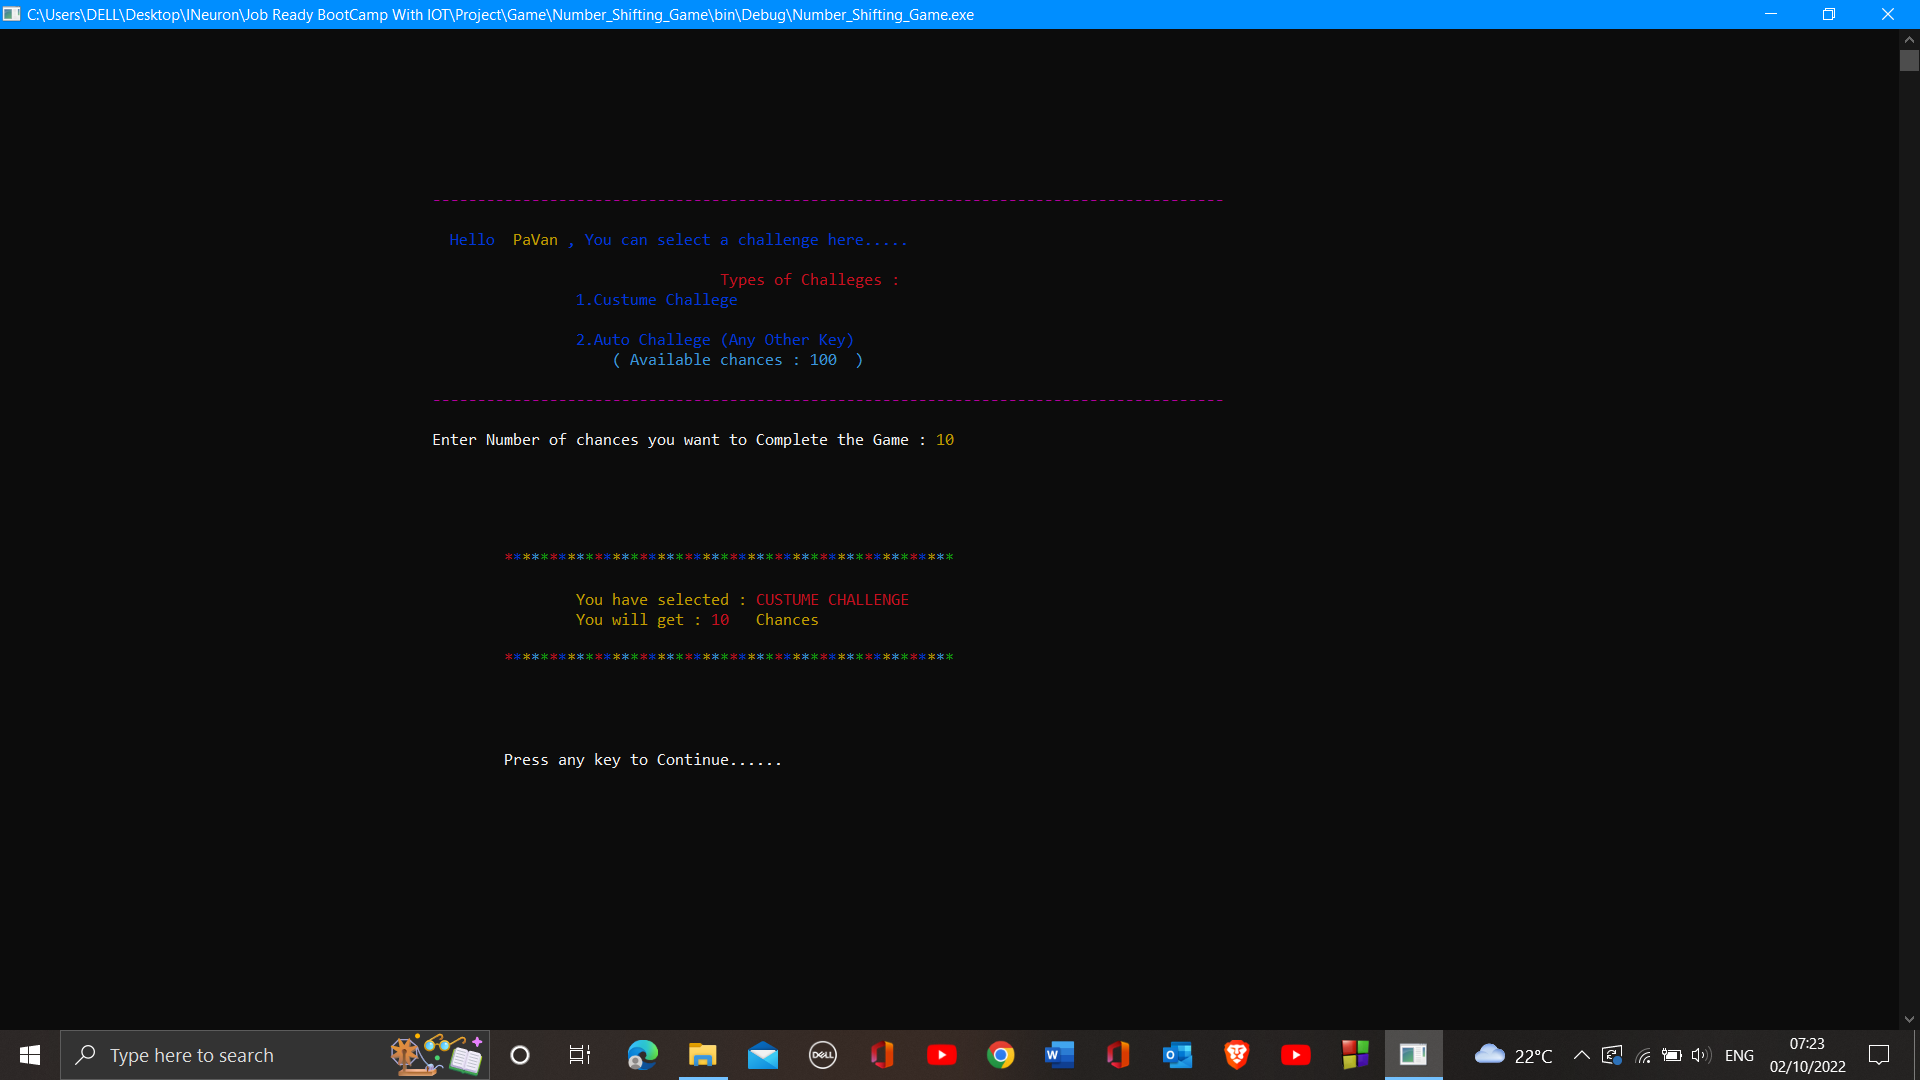 C:\Users\DELL\Desktop\INeuron\Job Ready BootCamp With IOT\Project\Game\Number_Shifting_Game\bin\Debug\Number_Shifting_Game.exe
--------------------------------------------------------------------------------
Hello PaVan , You can select a challenge here.....
Types of Challeges :
1.Custume Challege
2.Auto Challege (Any Other Key)
( Available chances : 100 )
--------------------------------------------------------------------------------
Enter Number of chances you want to Complete the Game : 10
**************************************************
You have selected : CUSTUME CHALLENGE
You will get : 10 Chances
**************************************************
Press any key to Continue......
Type here to search
DELL
22°C
ENG
07:23
02/10/2022